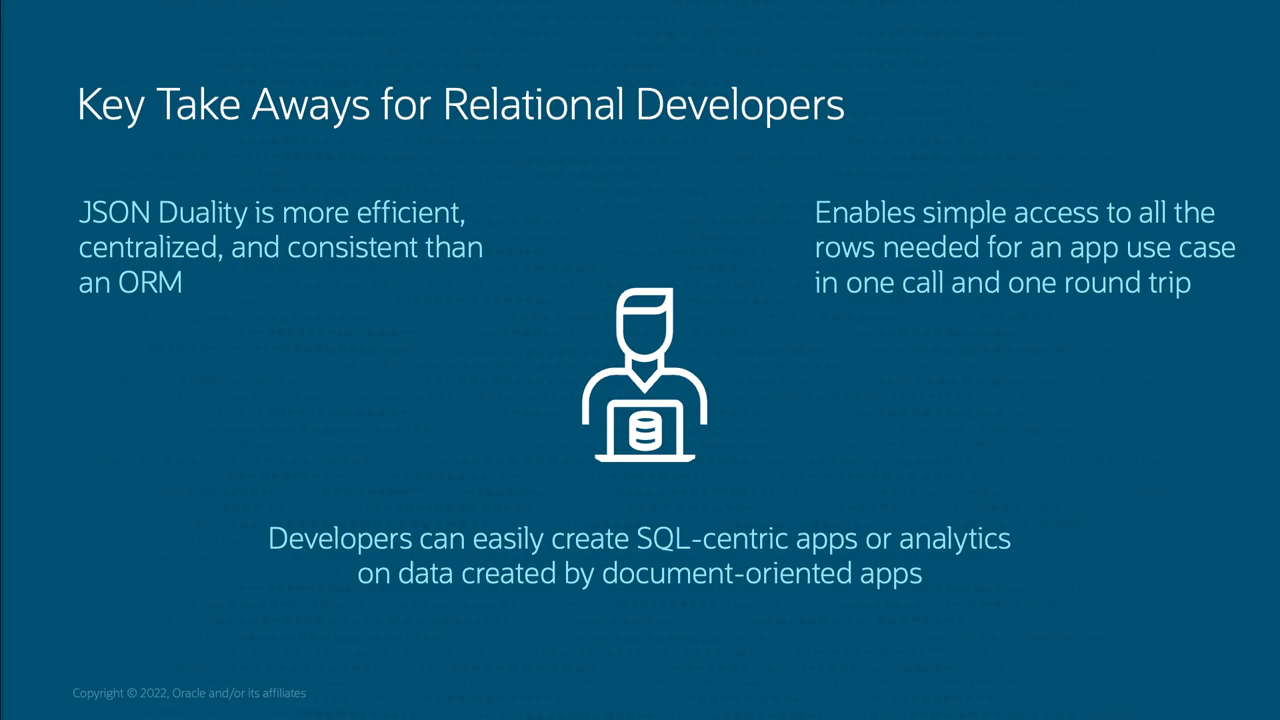 Key Take Aways for Relational Developers
JSON Duality is more efficient,
centralized, and consistent than
an ORM
Enables simple access to all the
rows needed for an app use case
in one call and one round trip
Developers can easily create SQL-centric apps or analytics
on data created by document-oriented apps
Copyright © 2022, Oracle and/or its affiliates